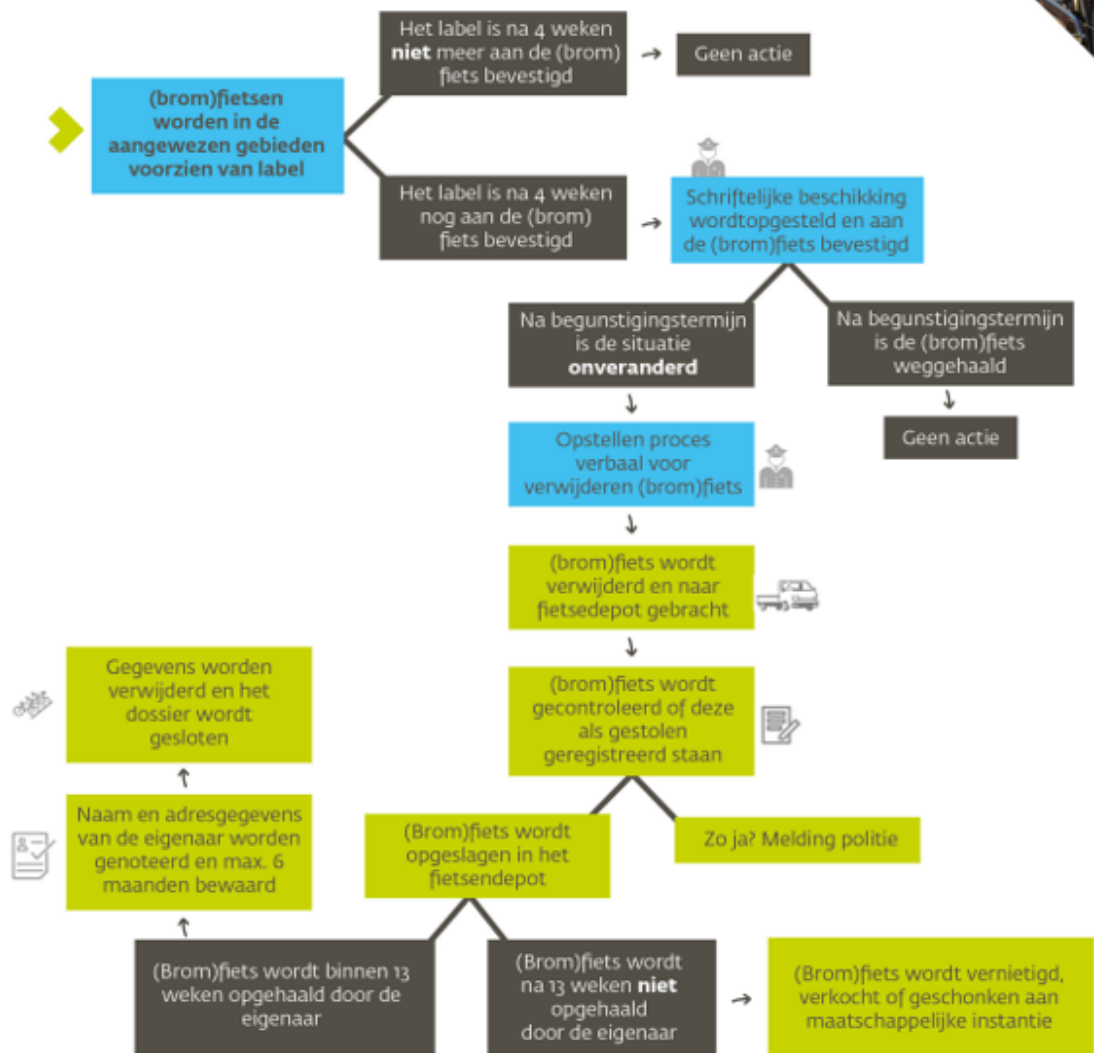 Het label is na 4 weken
niet meer aan de (brom)
fiets bevestigd
Geen actie
(brom)fietsen
worden in de
aangewezen gebieden
voorzien van label
Het label is na 4 weken
nog aan de (brom)
fiets bevestigd
Schriftelijke beschikking
wordtopgesteld en aan
de (brom)fiets bevestigd
Na begunstigingstermijn
is de situatie
onveranderd
Na begunstigingstermijn
is de (brom)fiets
weggehaald
Geen actie
Opstellen proces
verbaal voor
verwijderen (brom)fiets
(brom)fiets wordt
verwijderd en naar
fietsedepot gebracht
(brom)fiets wordt
gecontroleerd of deze
als gestolen
geregistreerd staan
Zo ja? Melding politie
(Brom)fiets wordt
opgeslagen in het
fietsendepot
Gegevens worden
verwijderd en het
dossier wordt
gesloten
Naam en adresgegevens
van de eigenaar worden
genoteerd en max. 6
maanden bewaard
(Brom)fiets wordt binnen 13
weken opgehaald door de
eigenaar
(Brom)fiets wordt
na 13 weken niet
opgehaald
door de eigenaar
(Brom)fiets wordt vernietigd,
verkocht of geschonken aan
maatschappelijke instantie